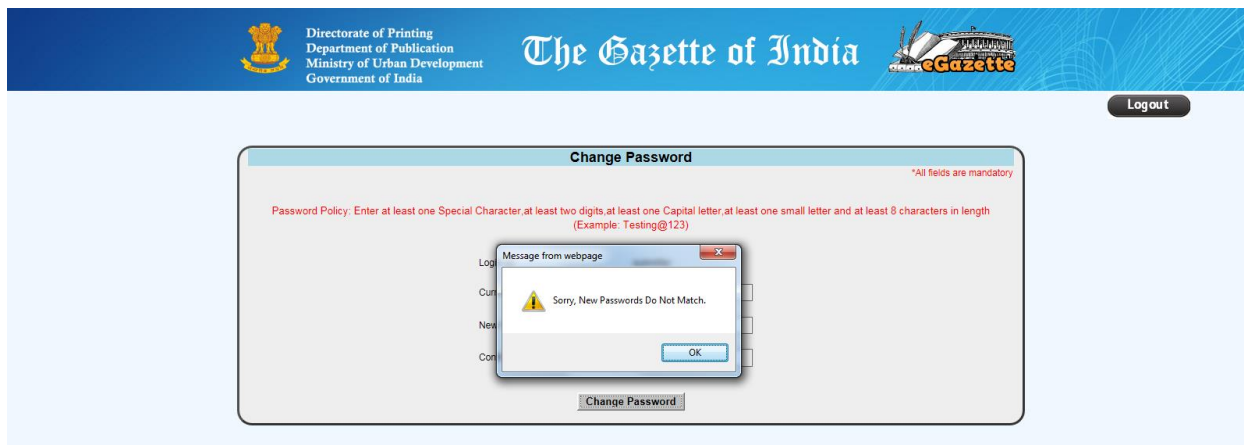 Directorate of Printing
Department of Publication
Ministry of Urban Development
Government of India
The Gazette of India
eGazette
Logout
Change Password
*All fields are mandatory
Password Policy: Enter at least one Special Character,at least two digits,at least one Capital letter,at least one small letter and at least 8 characters in length
(Example: Testing@123)
Message from webpage
Sorry, New Passwords Do Not Match.
New
OK
Change Password